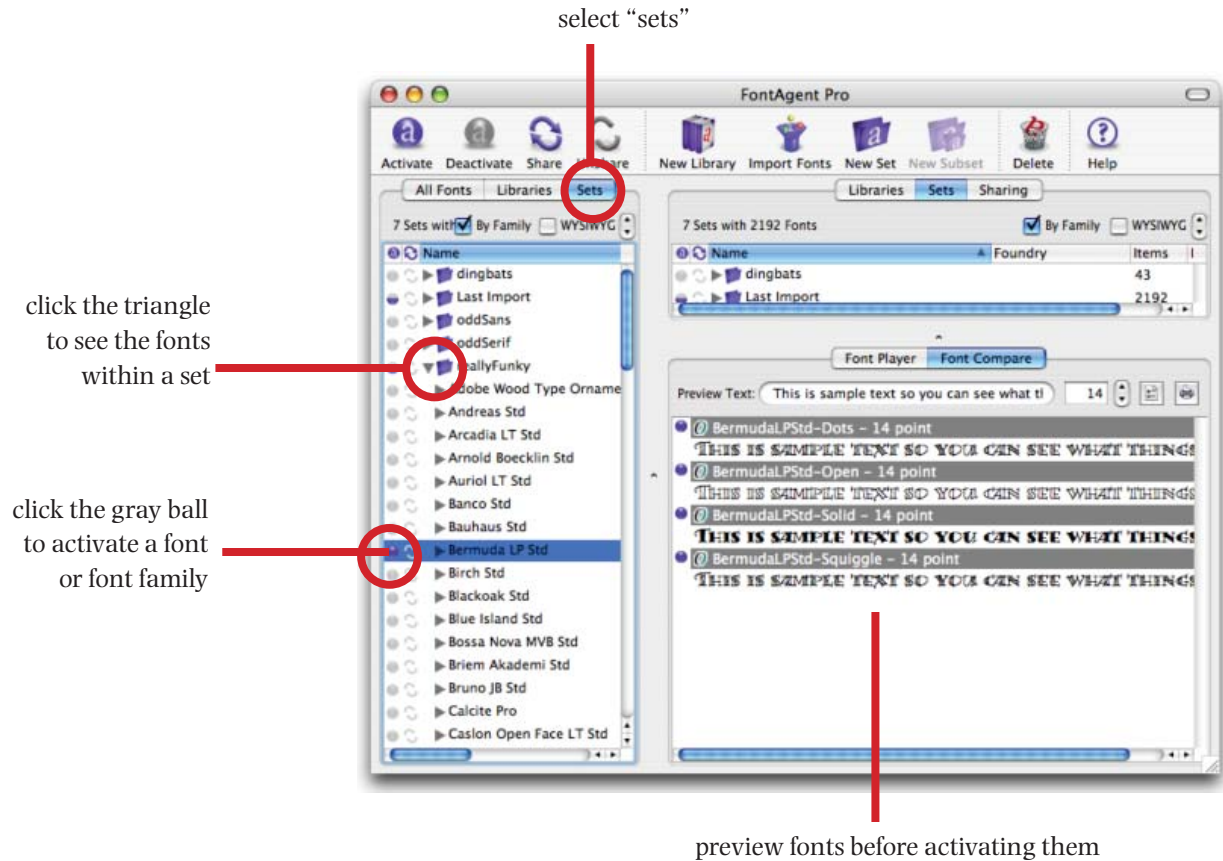 select “sets”
FontAgent Pro
Activate Deactivate Share New Library Import Fonts New Set New Subset Delete Help
All Fonts Libraries Sets
Libraries Sets Sharing
7 Sets with By Family WYSIWYG
7 Sets with 2192 Fonts By Family WYSIWYG
Name
Name Foundry Items
dingbats
dingbats 43
Last Import
Last Import 2192
oddSans
oddSerif
reallyFunky
click the triangle
to see the fonts
within a set
Font Player Font Compare
Adobe Wood Type Orname
Andreas Std
Arcadia LT Std
Arnold Boecklin Std
Auriol LT Std
Banco Std
Bauhaus Std
Bermuda LP Std
Birch Std
Blackoak Std
Blue Island Std
Bossa Nova MVB Std
Briem Akademi Std
Bruno JB Std
Calcite Pro
Caslon Open Face LT Std
click the gray ball
to activate a font
or font family
Preview Text: This is sample text so you can see what 14
BermudaLPStd-Dots – 14 point
THIS IS SAMPLE TEXT SO YOU CAN SEE WHAT THINGS
BermudaLPStd-Open – 14 point
THIS IS SAMPLE TEXT SO YOU CAN SEE WHAT THINGS
BermudaLPStd-Solid – 14 point
THIS IS SAMPLE TEXT SO YOU CAN SEE WHAT THINGS
BermudaLPStd-Squiggle – 14 point
THIS IS SAMPLE TEXT SO YOU CAN SEE WHAT THINGS
preview fonts before activating them